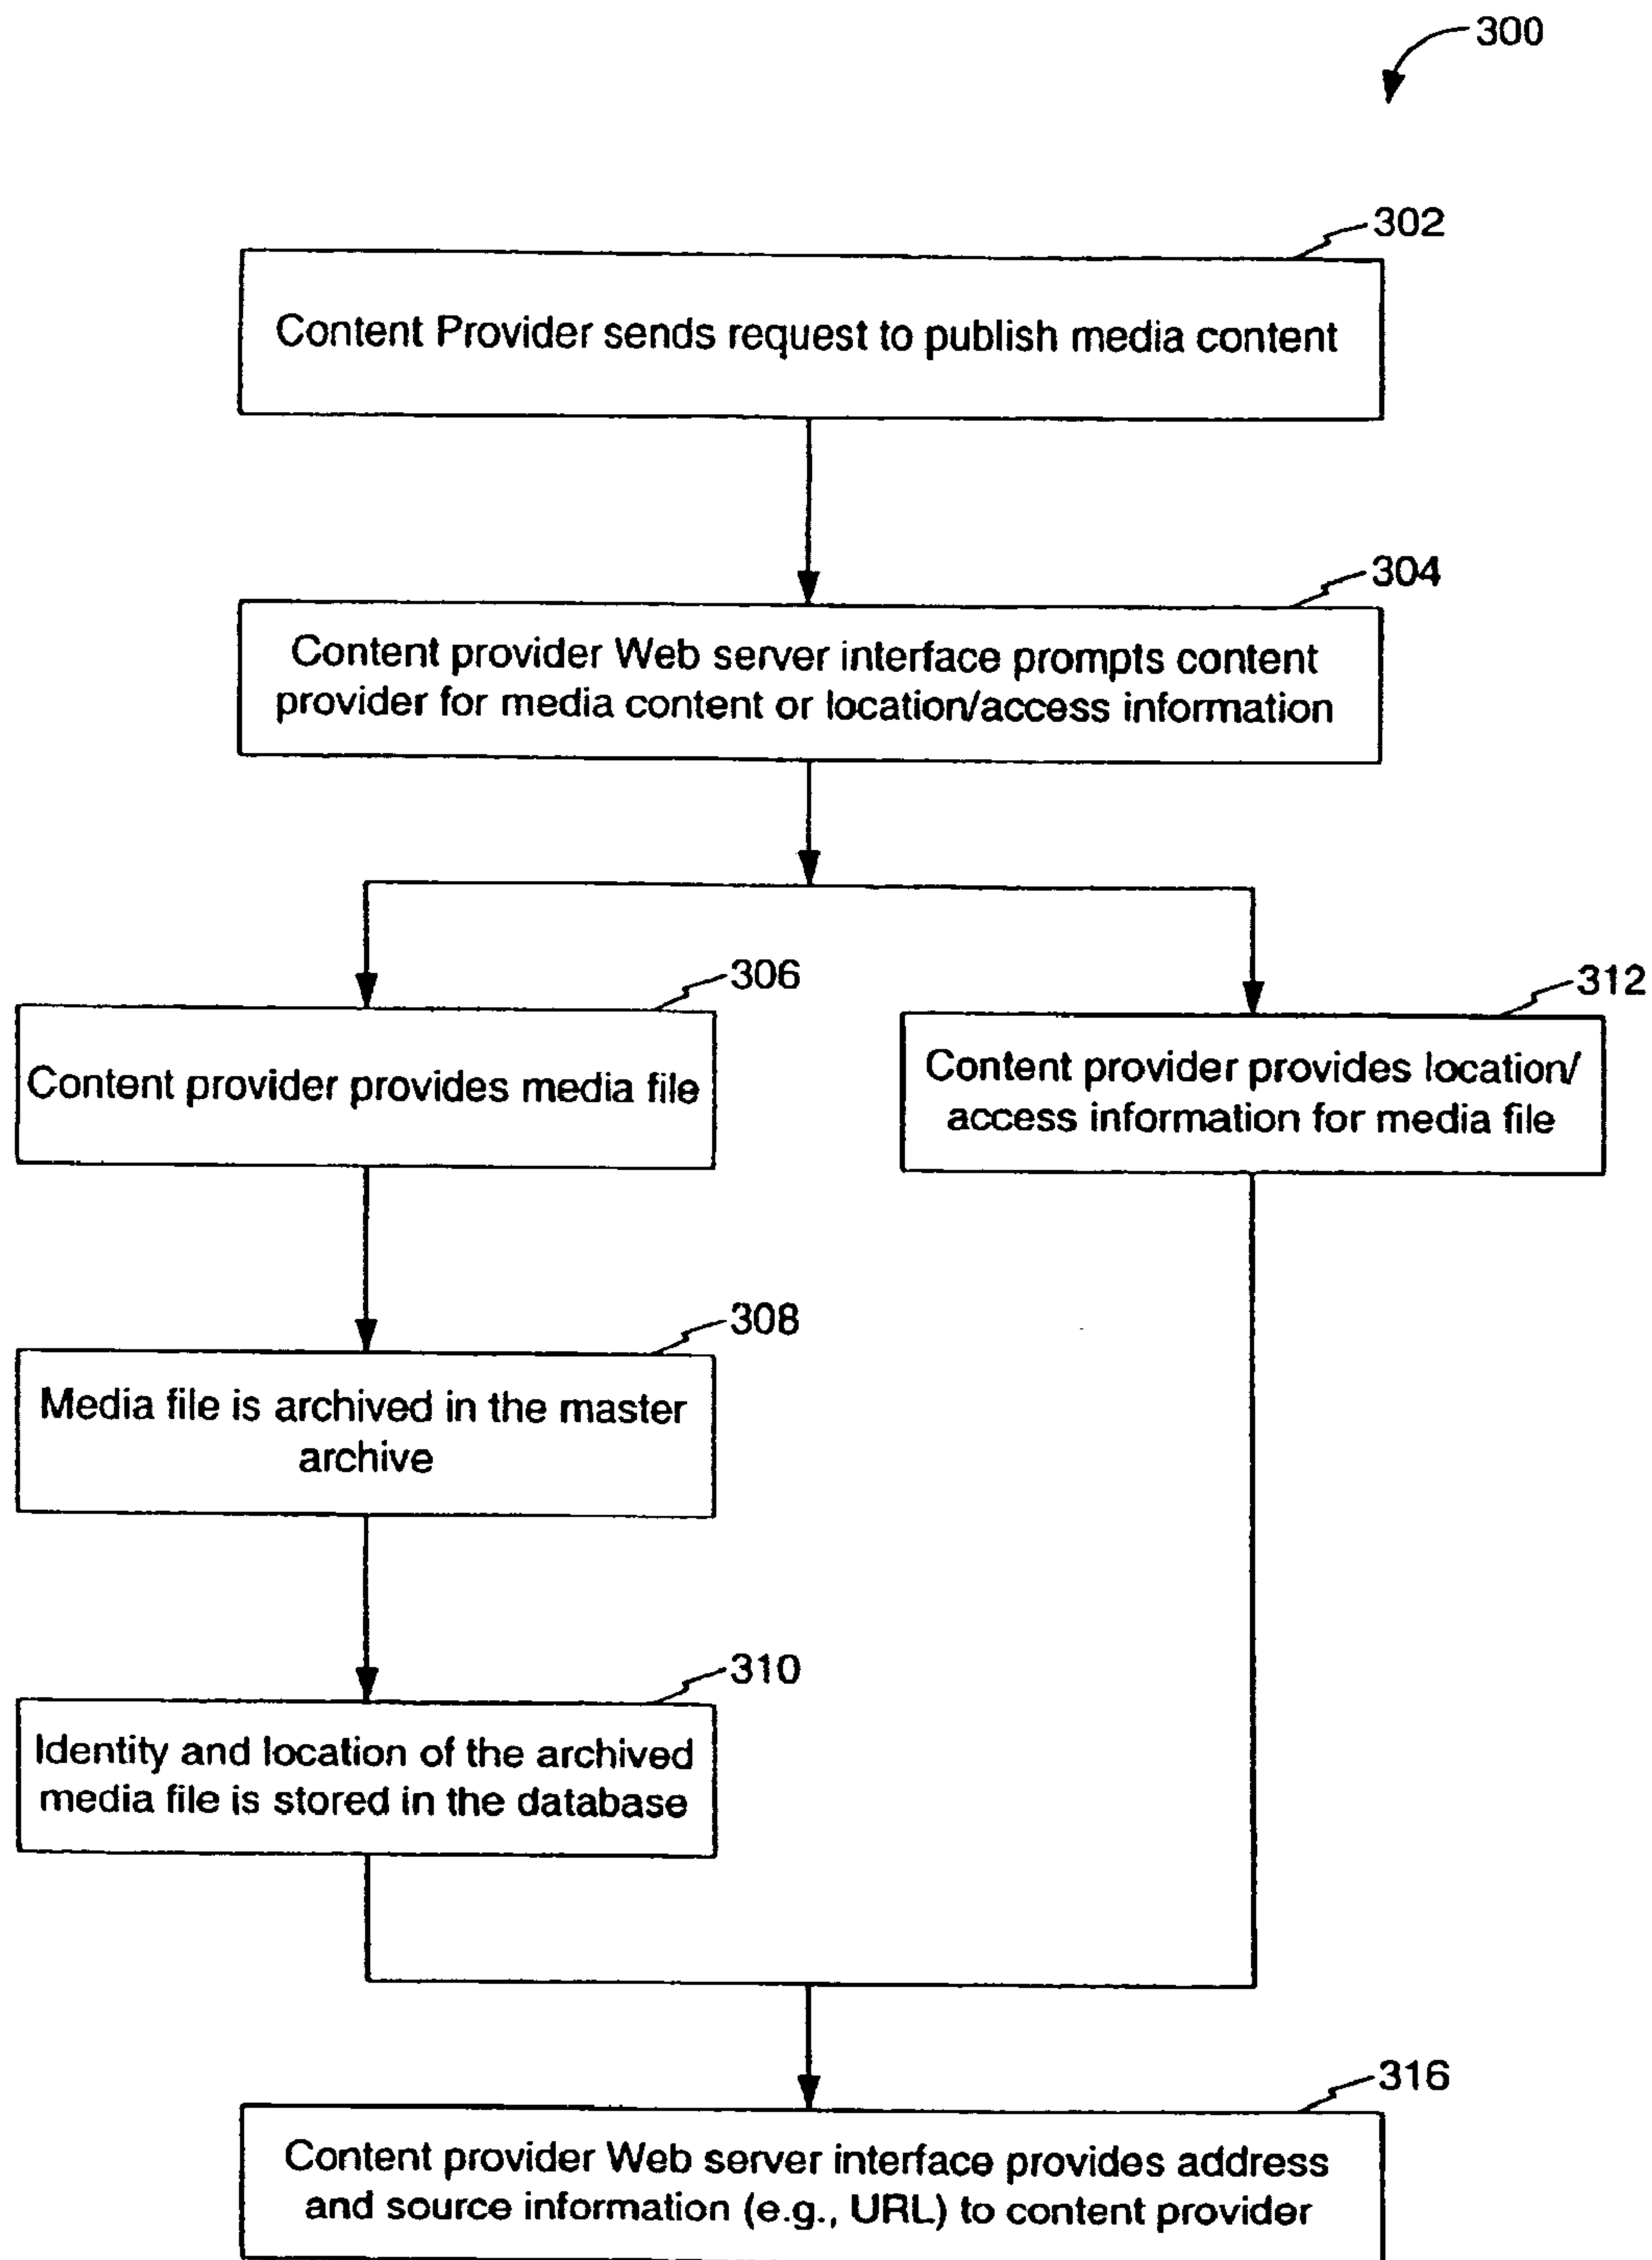 300
302
Content Provider sends request to publish media content
304
Content provider Web server interface prompts content
provider for media content or location/access information
306
Content provider provides media file
312
Content provider provides location/
access information for media file
308
Media file is archived in the master
archive
310
Identity and location of the archived
media file is stored in the database
316
Content provider Web server interface provides address
and source information (e.g., URL) to content provider